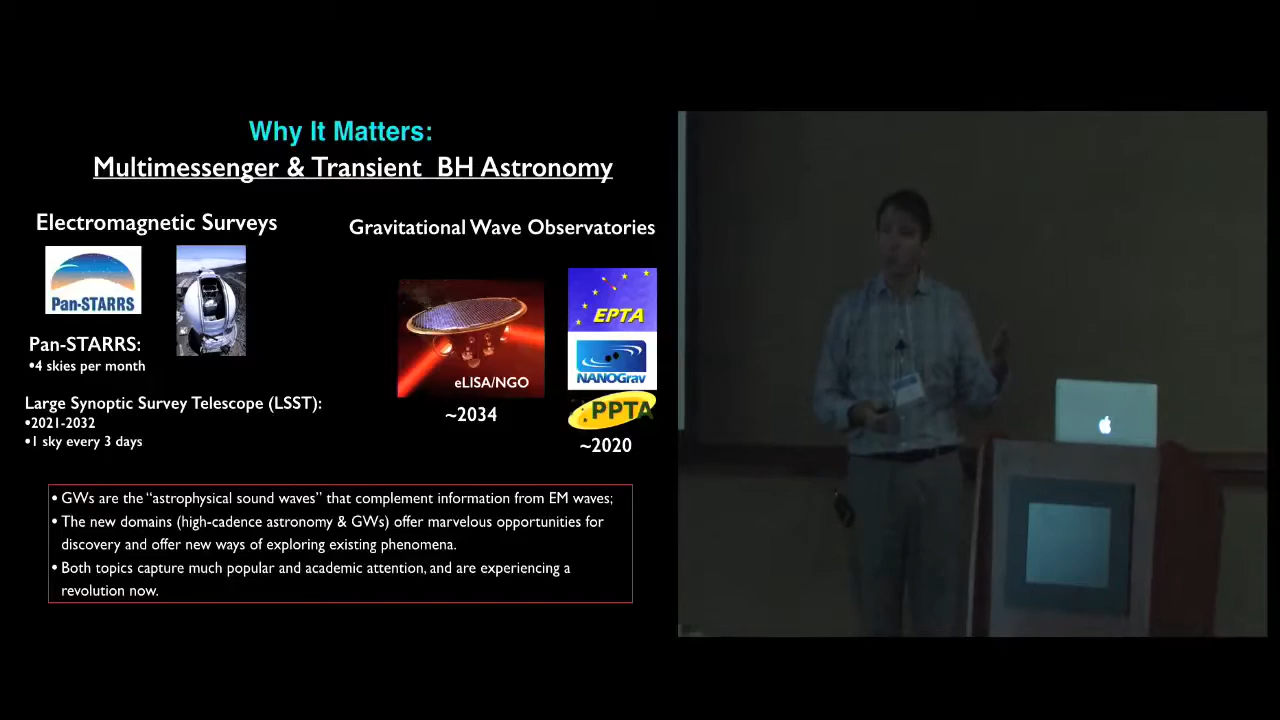 Why It Matters:
Multimessenger & Transient BH Astronomy
Electromagnetic Surveys
Gravitational Wave Observatories
Pan-STARRS
EPTA
NANOGrav
eLISA/NGO
PPTA
Pan-STARRS:
•4 skies per month
~2034
~2020
Large Synoptic Survey Telescope (LSST):
•2021-2032
•1 sky every 3 days
• GWs are the “astrophysical sound waves” that complement information from EM waves;
• The new domains (high-cadence astronomy & GWs) offer marvelous opportunities for
discovery and offer new ways of exploring existing phenomena.
• Both topics capture much popular and academic attention, and are experiencing a
revolution now.